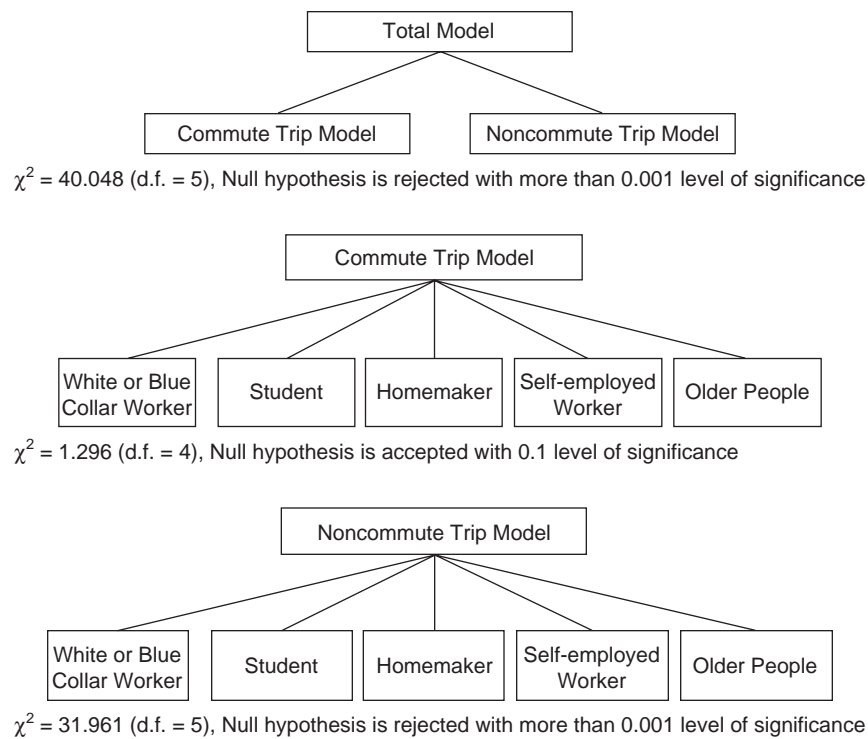 Total Model
Commute Trip Model Noncommute Trip Model
χ² = 40.048 (d.f. = 5), Null hypothesis is rejected with more than 0.001 level of significance
Commute Trip Model
White or Blue
Collar Worker
Student
Homemaker
Self-employed
Worker
Older People
χ² = 1.296 (d.f. = 4), Null hypothesis is accepted with 0.1 level of significance
Noncommute Trip Model
White or Blue
Collar Worker
Student
Homemaker
Self-employed
Worker
Older People
χ² = 31.961 (d.f. = 5), Null hypothesis is rejected with more than 0.001 level of significance